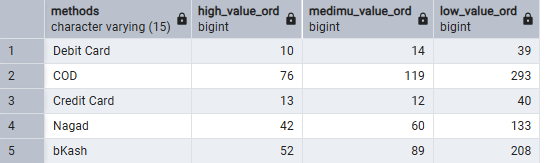 methods high_value_ord medimu_value_ord low_value_ord
character varying (15) bigint bigint bigint
1 Debit Card 10 14 39
2 COD 76 119 293
3 Credit Card 13 12 40
4 Nagad 42 60 133
5 bKash 52 89 208